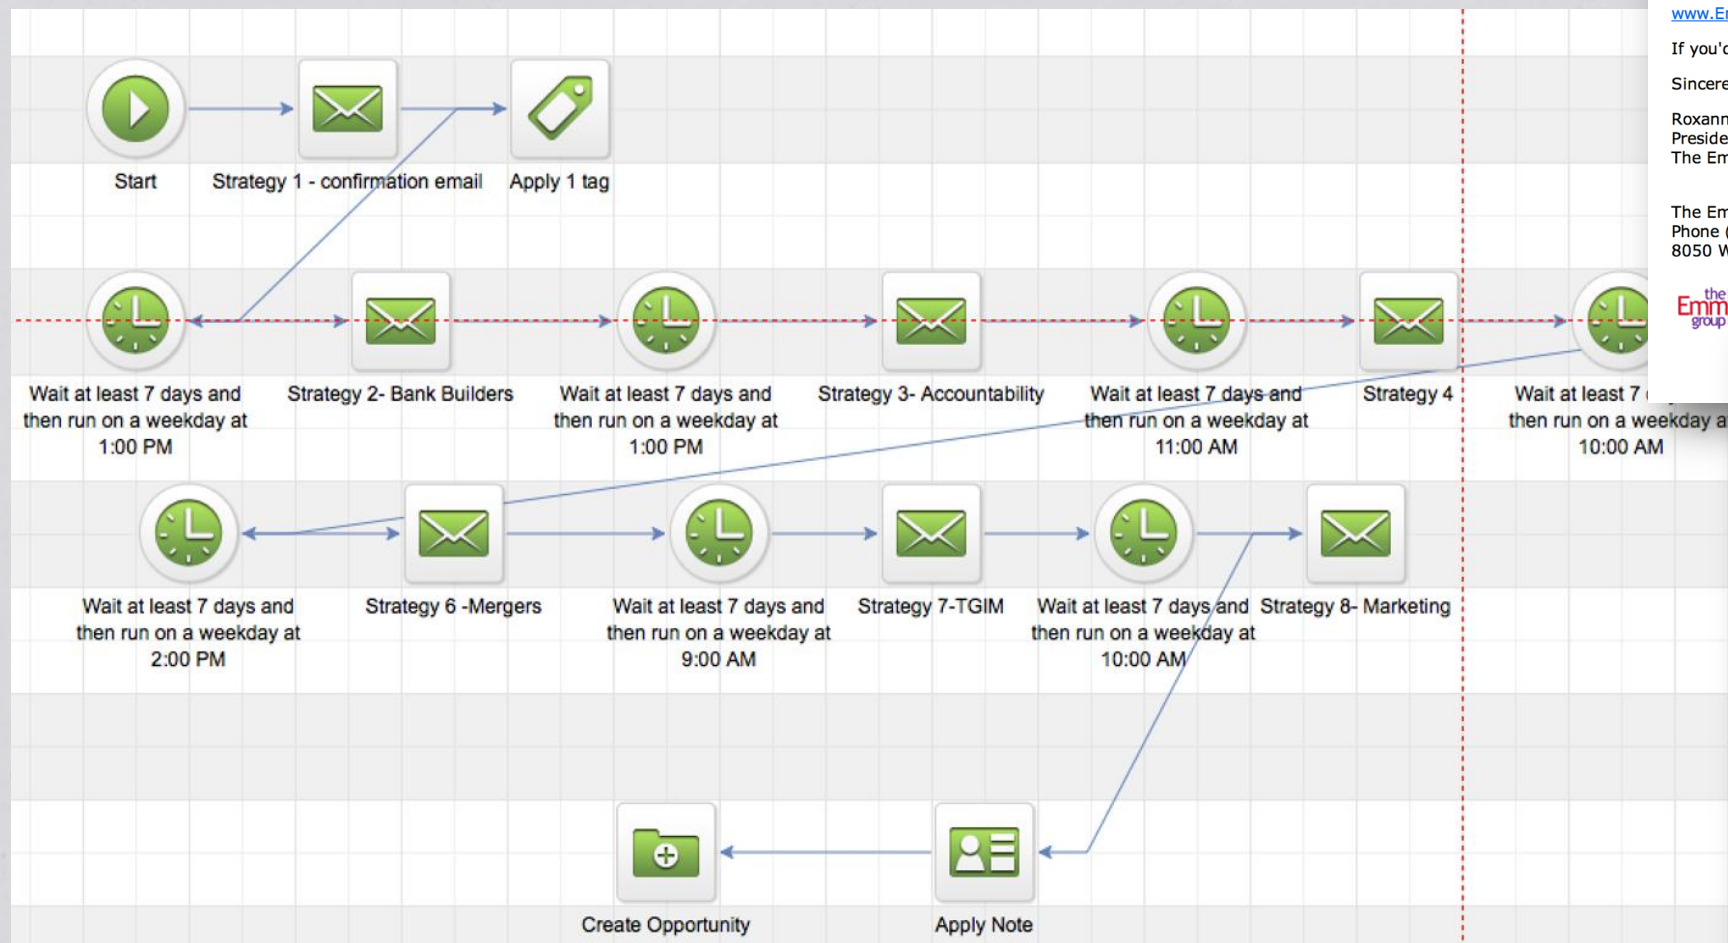 www.
If
Start
Strategy 1 - confirmation email
Apply 1 tag
The
The
Phone (
8050
the
group
Wait at least 7 days and
then run on a weekday at
1:00 PM
Strategy 2- Bank Builders
Wait at least 7 days and
then run on a weekday at
1:00 PM
Strategy 3- Accountability
Wait at least 7 days and
then run on a weekday at
11:00 AM
Strategy 4
Wait at least 7
then run on a weekday
10:00 AM
Wait at least 7 days and
then run on a weekday at
2:00 PM
Strategy 6 -Mergers
Wait at least 7 days and
then run on a weekday at
9:00 AM
Strategy 7-TGIM
Wait at least 7 days and
then run on a weekday at
10:00 AM
Strategy 8- Marketing
Create Opportunity
Apply Note